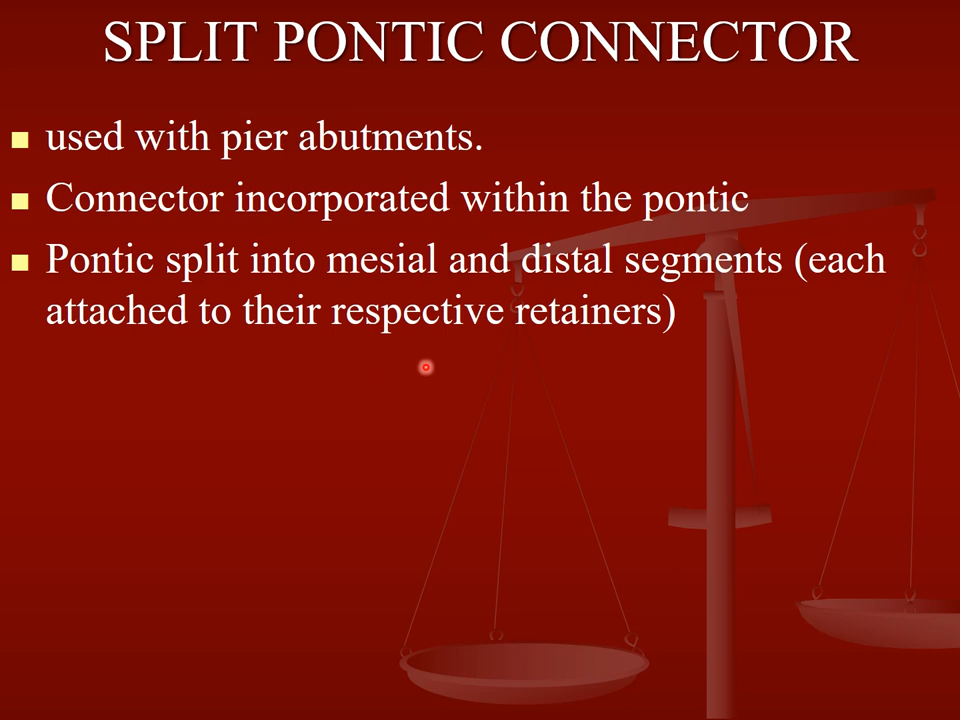 SPLIT PONTIC CONNECTOR
used with pier abutments.
Connector incorporated within the pontic
Pontic split into mesial and distal segments (each
attached to their respective retainers)